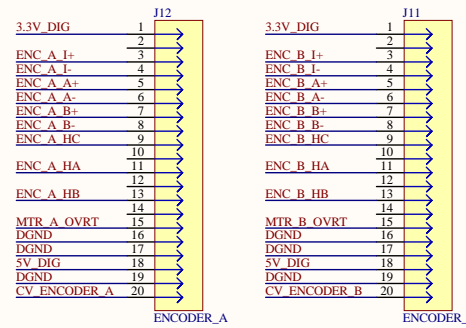 J12
3.3V_DIG 1
2
ENC_A_I+ 3
ENC_A_I- 4
ENC_A_A+ 5
ENC_A_A- 6
ENC_A_B+ 7
ENC_A_B- 8
ENC_A_HC 9
10
ENC_A_HA 11
12
ENC_A_HB 13
14
MTR_A_OVRT 15
DGND 16
DGND 17
5V_DIG 18
DGND 19
CV_ENCODER_A 20
ENCODER_A
J11
3.3V_DIG 1
2
ENC_B_I+ 3
ENC_B_I- 4
ENC_B_A+ 5
ENC_B_A- 6
ENC_B_B+ 7
ENC_B_B- 8
ENC_B_HC 9
10
ENC_B_HA 11
12
ENC_B_HB 13
14
MTR_B_OVRT 15
DGND 16
DGND 17
5V_DIG 18
DGND 19
CV_ENCODER_B 20
ENCODER_